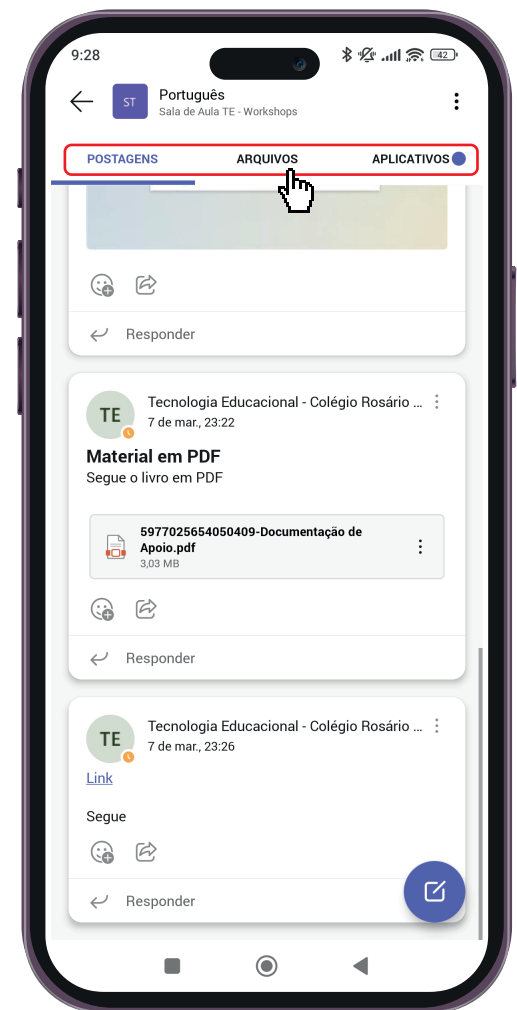 9:28
42
ST
Português
Sala de Aula TE - Workshops
POSTAGENS
ARQUIVOS
APLICATIVOS
Responder
TE
Tecnologia Educacional - Colégio Rosário ...
7 de mar., 23:22
Material em PDF
Segue o livro em PDF
5977025654050409-Documentação de
Apoio.pdf
3,03 MB
Responder
TE
Tecnologia Educacional - Colégio Rosário ...
7 de mar., 23:26
Link
Segue
Responder